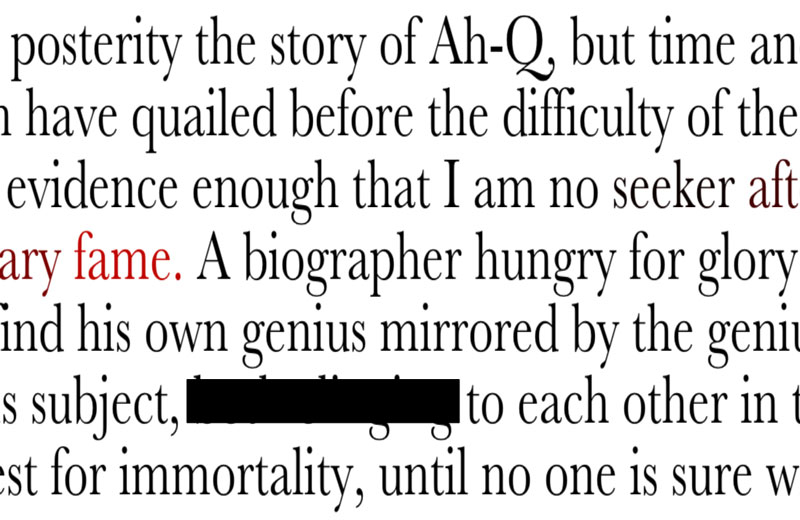 posterity the story of Ah-Q, but time an
n have quailed before the difficulty of the
evidence enough that I am no seeker aft
ary fame. A biographer hungry for glory
find his own genius mirrored by the geniu
s subject, to each other in t
est for immortality, until no one is sure w